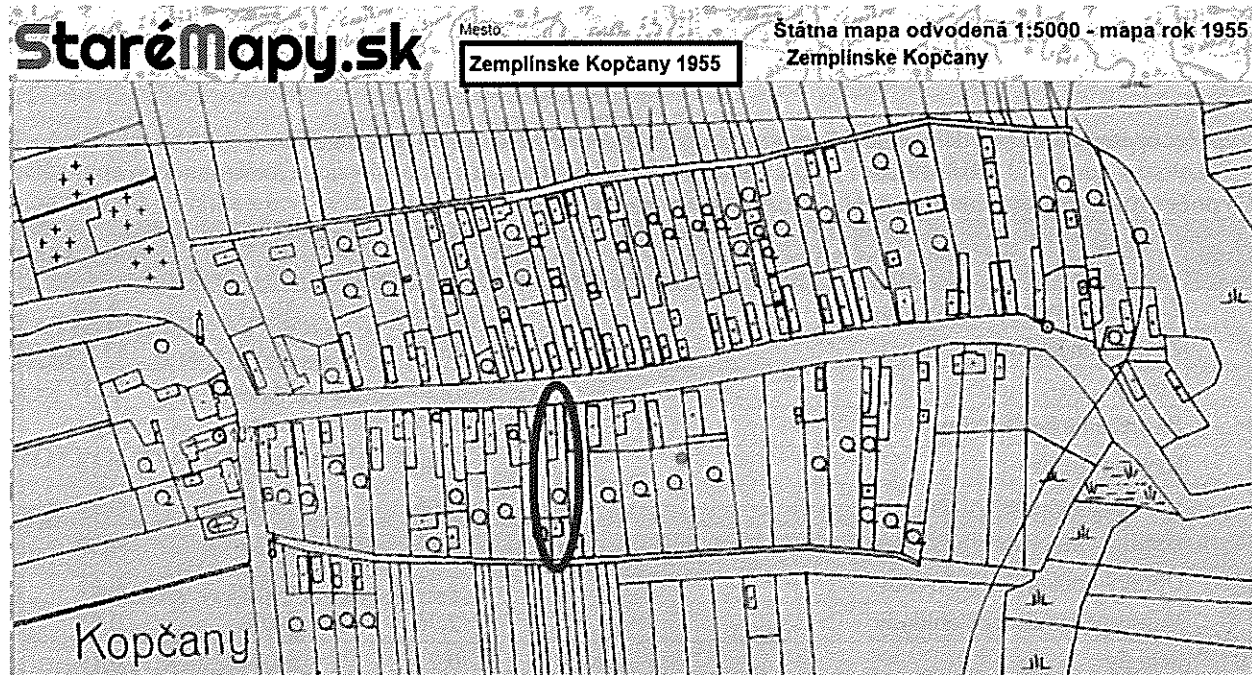 StaréMapy.sk
Mesto:
Zemplínske Kopčany 1955
Štátna mapa odvodená 1:5000 - mapa rok 1955
Zemplínske Kopčany
Kopčany